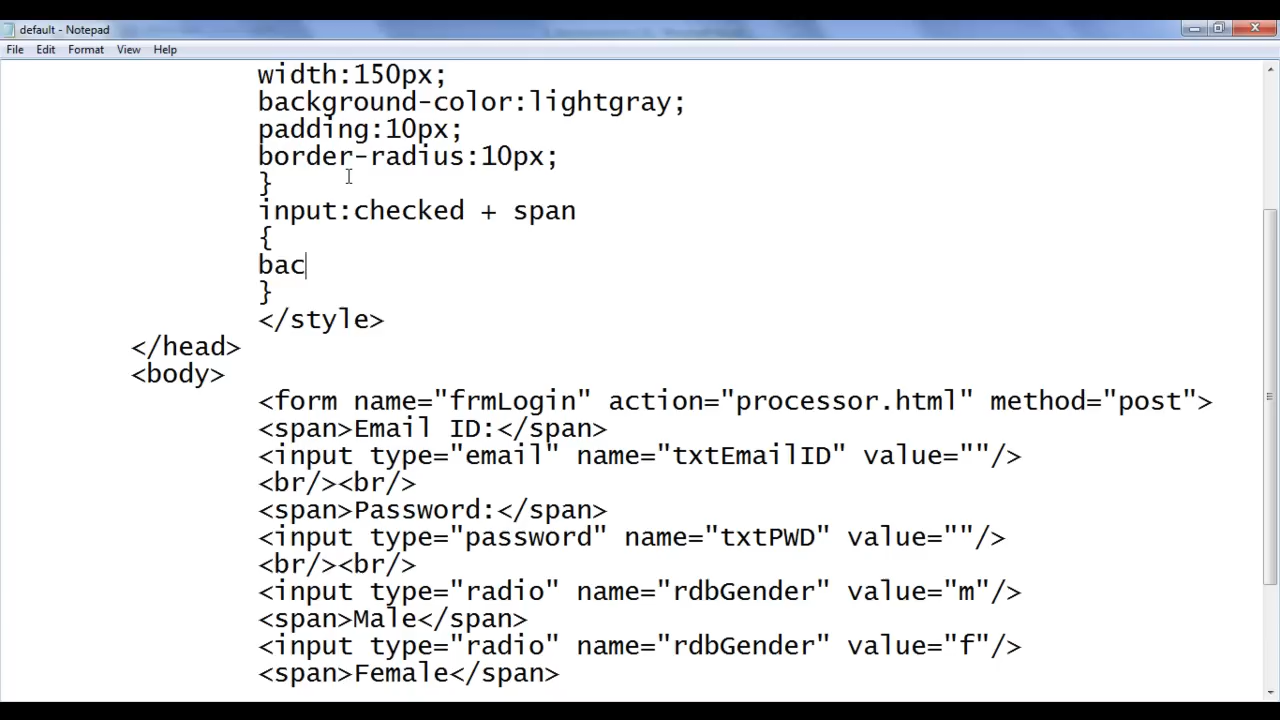 default - Notepad
File Edit Format View Help
width:150px;
background-color:lightgray;
padding:10px;
border-radius:10px;
}
input:checked + span
{
bac
}
</style>
</head>
<body>
<form name="frmLogin" action="processor.html" method="post">
<span>Email ID:</span>
<input type="email" name="txtEmailID" value=""/>
<br/><br/>
<span>Password:</span>
<input type="password" name="txtPWD" value=""/>
<br/><br/>
<input type="radio" name="rdbGender" value="m"/>
<span>Male</span>
<input type="radio" name="rdbGender" value="f"/>
<span>Female</span>